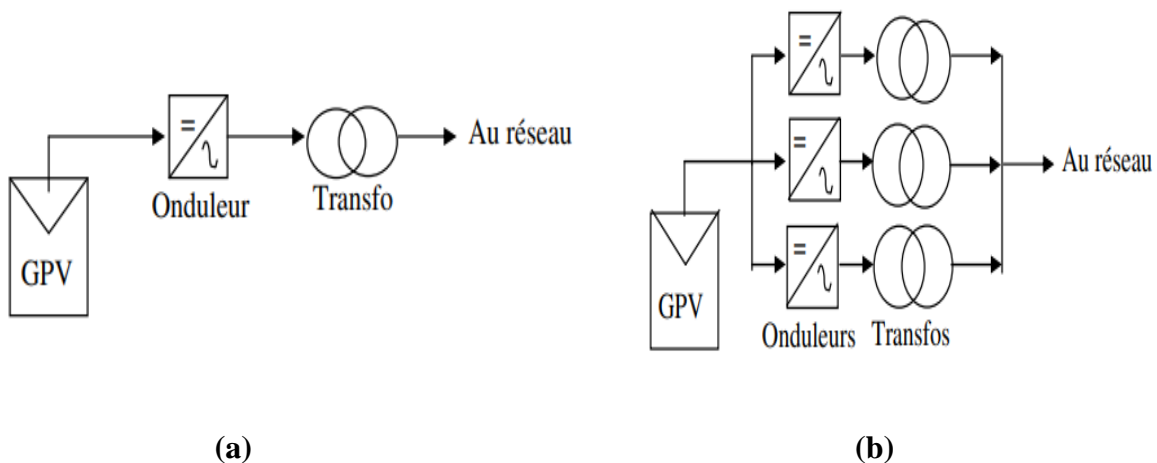 Au réseau
Onduleur
Transfo
GPV
(a)
Au réseau
GPV
Onduleurs
Transfos
(b)